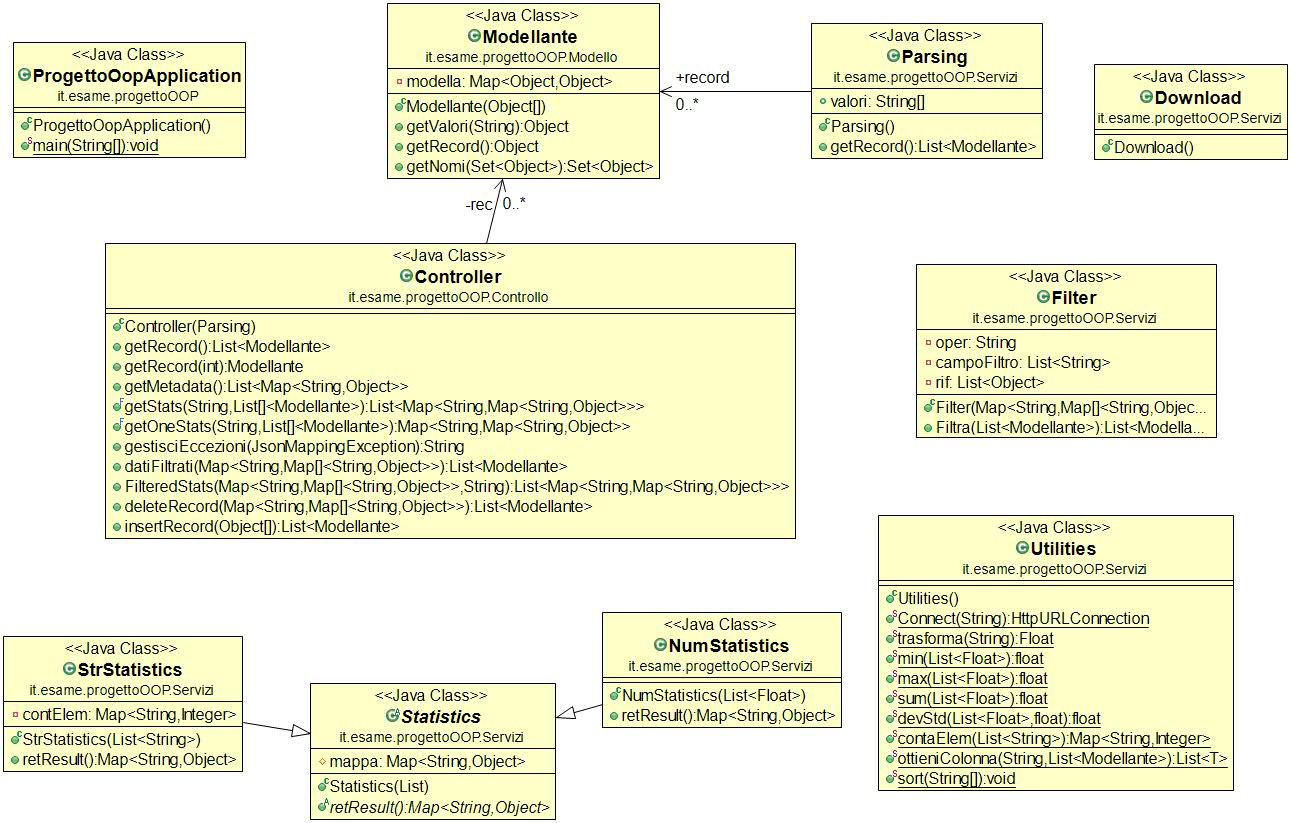 <<Java Class>>
ProgettoOopApplication
it.esame.progettoOOP
ProgettoOopApplication()
main(String[]):void
<<Java Class>>
Modellante
it.esame.progettoOOP.Modello
modella: Map<Object,Object>
Modellante(Object[])
getValori(String):Object
getRecord():Object
getNomi(Set<Object>):Set<Object>
+record
0..*
<<Java Class>>
Parsing
it.esame.progettoOOP.Servizi
valori: String[]
Parsing()
getRecord():List<Modellante>
<<Java Class>>
Download
it.esame.progettoOOP.Servizi
Download()
-rec
0..*
<<Java Class>>
Controller
it.esame.progettoOOP.Controllo
Controller(Parsing)
getRecord():List<Modellante>
getRecord(int):Modellante
getMetadata():List<Map<String,Object>>
getStats(String,List[]<Modellante>):List<Map<String,Map<String,Object>>>
getOneStats(String,List[]<Modellante>):Map<String,Map<String,Object>>
gestisciEccezioni(JsonMappingException):String
datiFiltrati(Map<String,Map[]<String,Object>>):List<Modellante>
FilteredStats(Map<String,Map[]<String,Object>>,String):List<Map<String,Map<String,Object>>>
deleteRecord(Map<String,Map[]<String,Object>>):List<Modellante>
insertRecord(Object[]):List<Modellante>
<<Java Class>>
Filter
it.esame.progettoOOP.Servizi
oper: String
campoFiltro: List<String>
rif: List<Object>
Filter(Map<String,Map[]<String,Objec...
Filtra(List<Modellante>):List<Modella...
<<Java Class>>
Utilities
it.esame.progettoOOP.Servizi
Utilities()
Connect(String):HttpURLConnection
trasforma(String):Float
min(List<Float>):float
max(List<Float>):float
sum(List<Float>):float
devStd(List<Float>,float):float
contaElem(List<String>):Map<String,Integer>
ottieniColonna(String,List<Modellante>):List<T>
sort(String[]):void
<<Java Class>>
StrStatistics
it.esame.progettoOOP.Servizi
contElem: Map<String,Integer>
StrStatistics(List<String>)
retResult():Map<String,Object>
<<Java Class>>
Statistics
it.esame.progettoOOP.Servizi
mappa: Map<String,Object>
Statistics(List)
retResult():Map<String,Object>
<<Java Class>>
NumStatistics
it.esame.progettoOOP.Servizi
NumStatistics(List<Float>)
retResult():Map<String,Object>